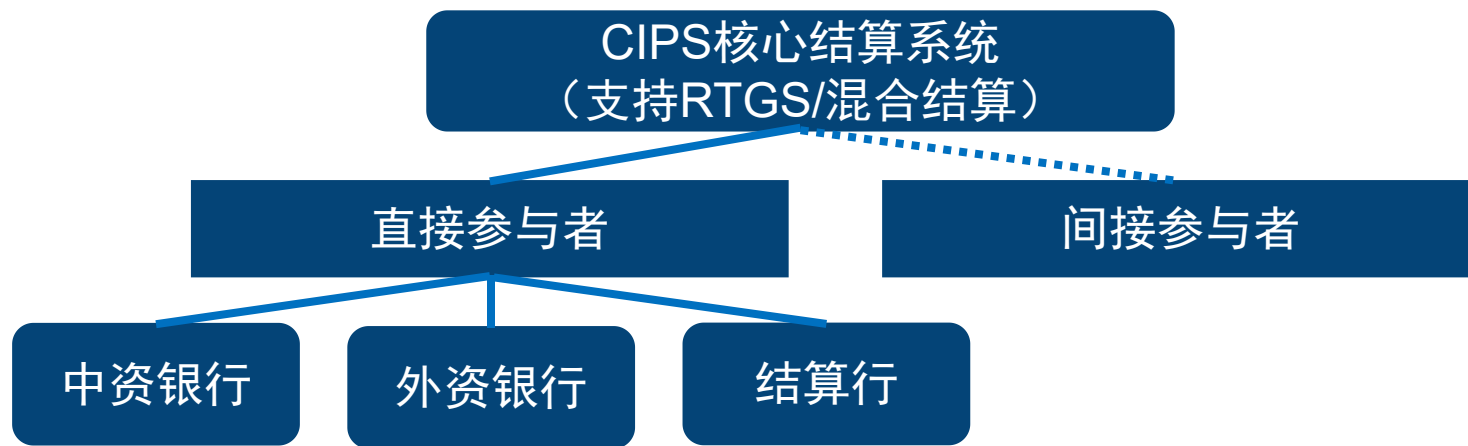 CIPS核心结算系统
（支持RTGS/混合结算）
直接参与者
间接参与者
中资银行
外资银行
结算行